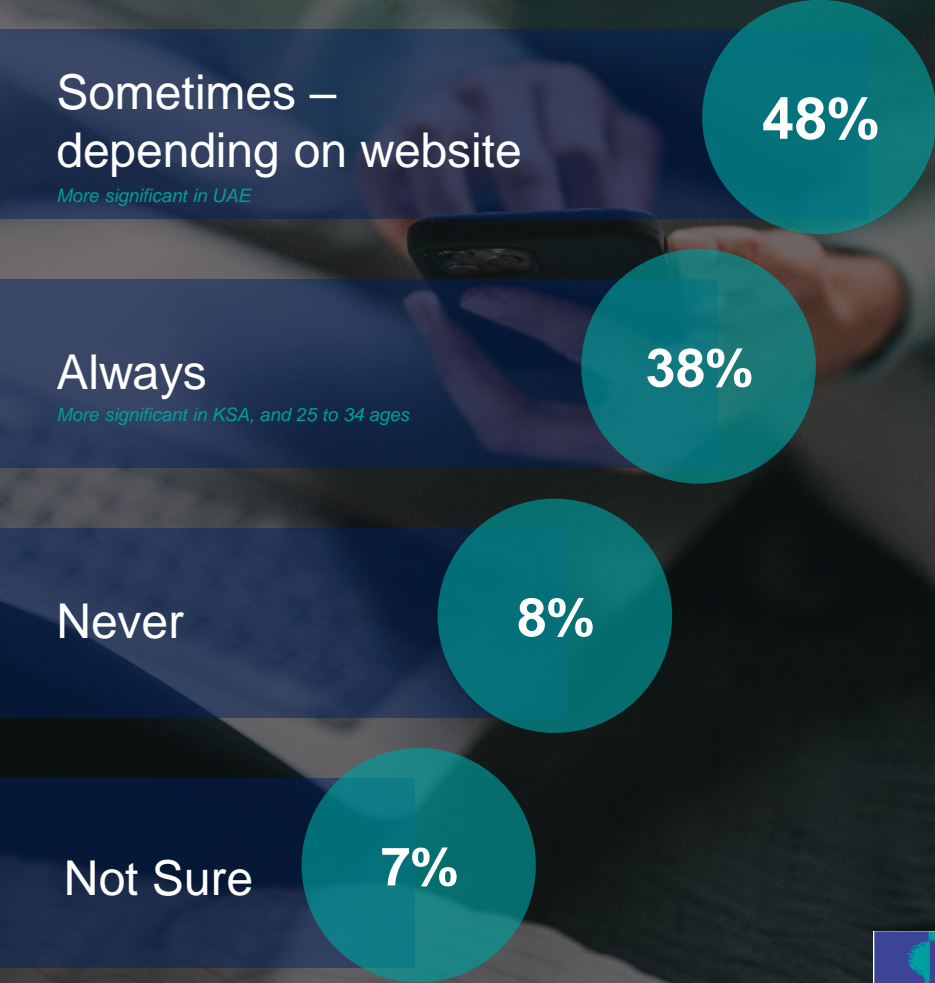 Sometimes –
depending on website
More significant in UAE
48%
Always
More significant in KSA, and 25 to 34 ages
38%
Never
8%
Not Sure
7%